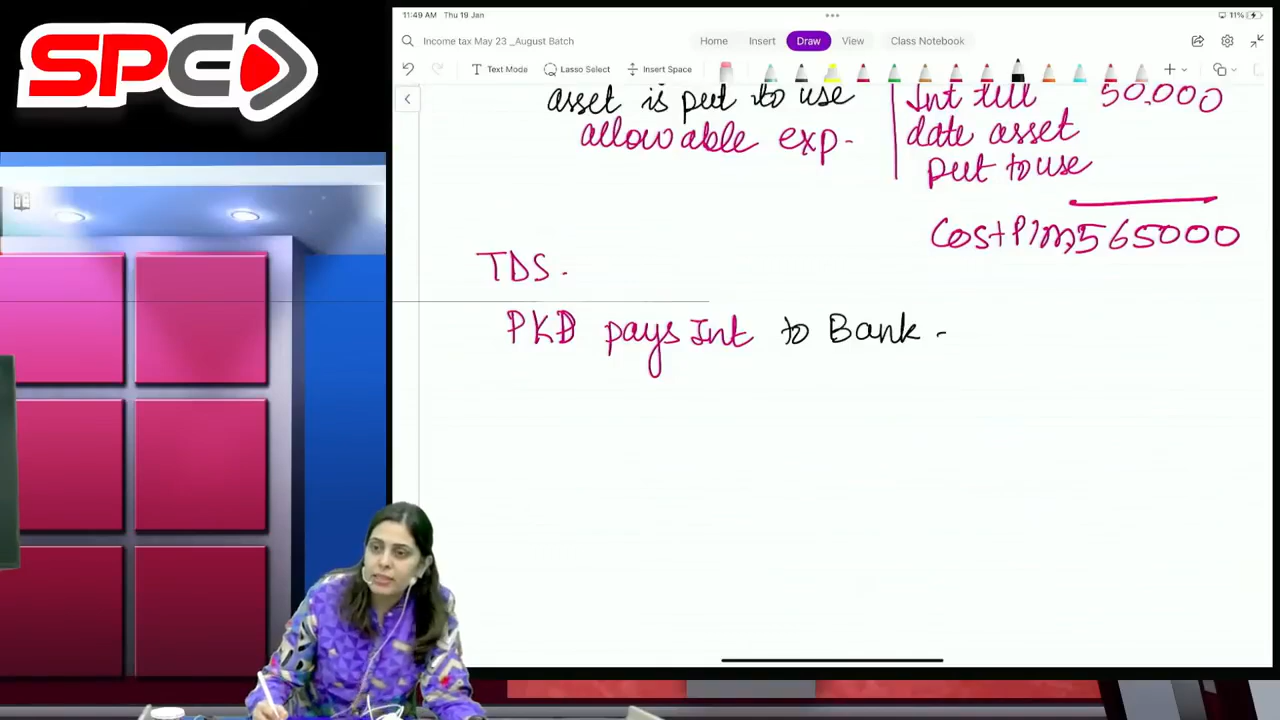 SPC
11:49 AM Thu 19 Jan
11%
Income tax May 23 _August Batch
Home Insert Draw View Class Notebook
Text Mode Lasso Select Insert Space
asset is put to use
allowable exp.
Int till 50,000
date asset
put to use
Cost P/m 565000
TDS.
PKB pays Int to Bank.